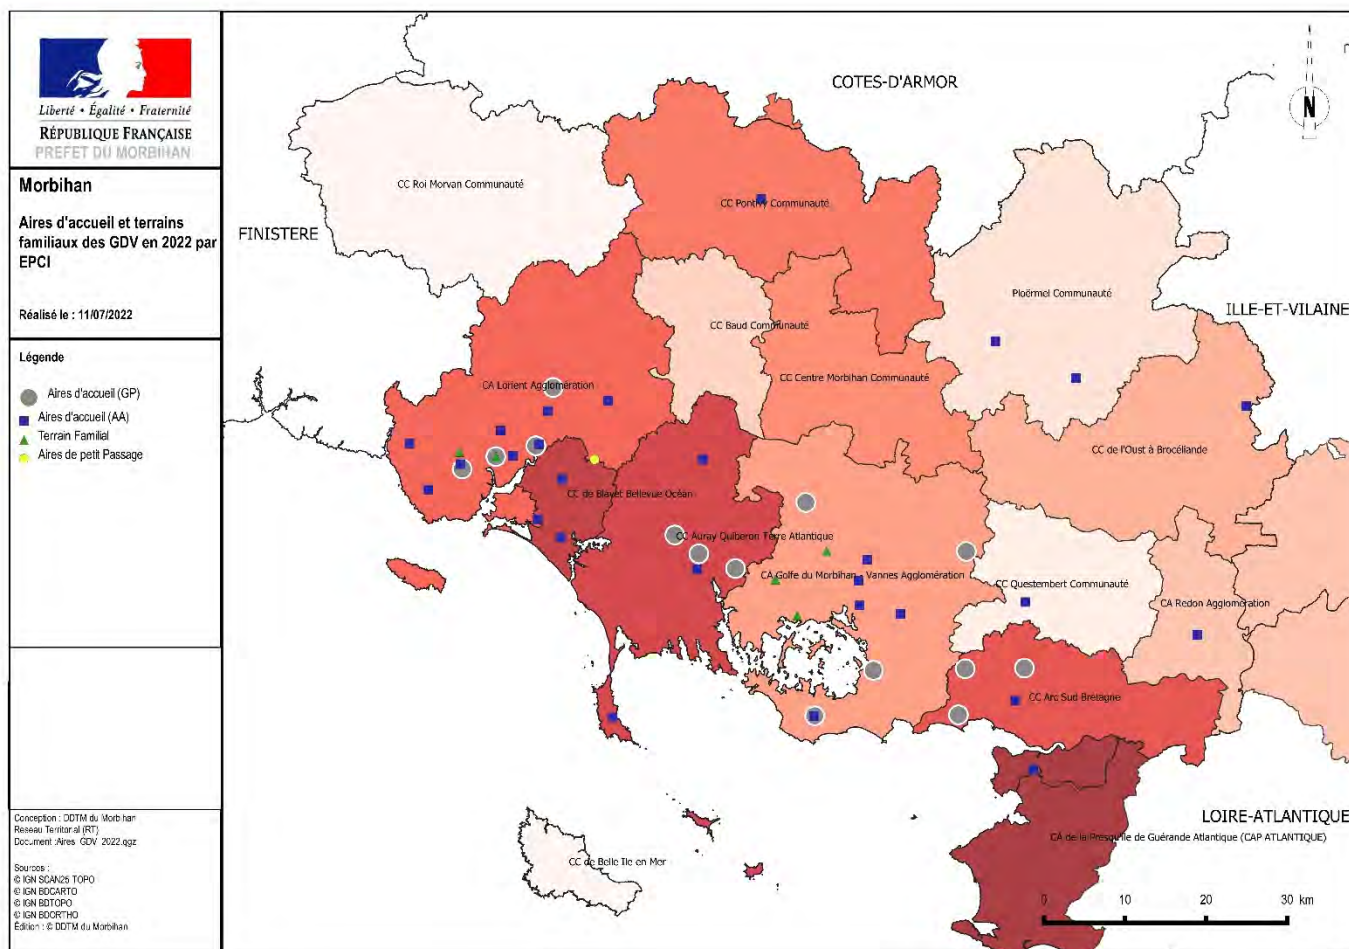 Liberté • Égalité • Fraternité
RÉPUBLIQUE FRANÇAISE
PREFET DU MORBIHAN
Morbihan
Aires d'accueil et terrains
familiaux des GDV en 2022 par
EPCI
Réalisé le : 11/07/2022
Légende
Aires d'accueil (GP)
Aires d'accueil (AA)
Terrain Familial
Aires de petit Passage
Conception : DDTM du Morbihan
Reseau Territorial (RT)
Document :Aires_GDV_2022.qgz
Sources :
© IGN SCAN25 TOPO
© IGN BDCARTO
© IGN BDTOPO
© IGN BDORTHO
Édition : © DDTM du Morbihan
COTES-D'ARMOR
N
CC Roi Morvan Communauté
CC Pontivy Communauté
FINISTERE
Ploërmel Communauté
ILLE-ET-VILAINE
CC Baud Communauté
CC Centre Morbihan Communauté
CA Lorient Agglomération
CC de l'Oust à Brocéliande
CC de Blavet Bellevue Océan
CC Auray Quiberon Terre Atlantique
CA Golfe du Morbihan - Vannes Agglomération
CC Questembert Communauté
CA Redon Agglomération
CC Arc Sud Bretagne
LOIRE-ATLANTIQUE
CA de la Presqu'île de Guérande Atlantique (CAP ATLANTIQUE)
CC de Belle Ile en Mer
0 10 20 30 km